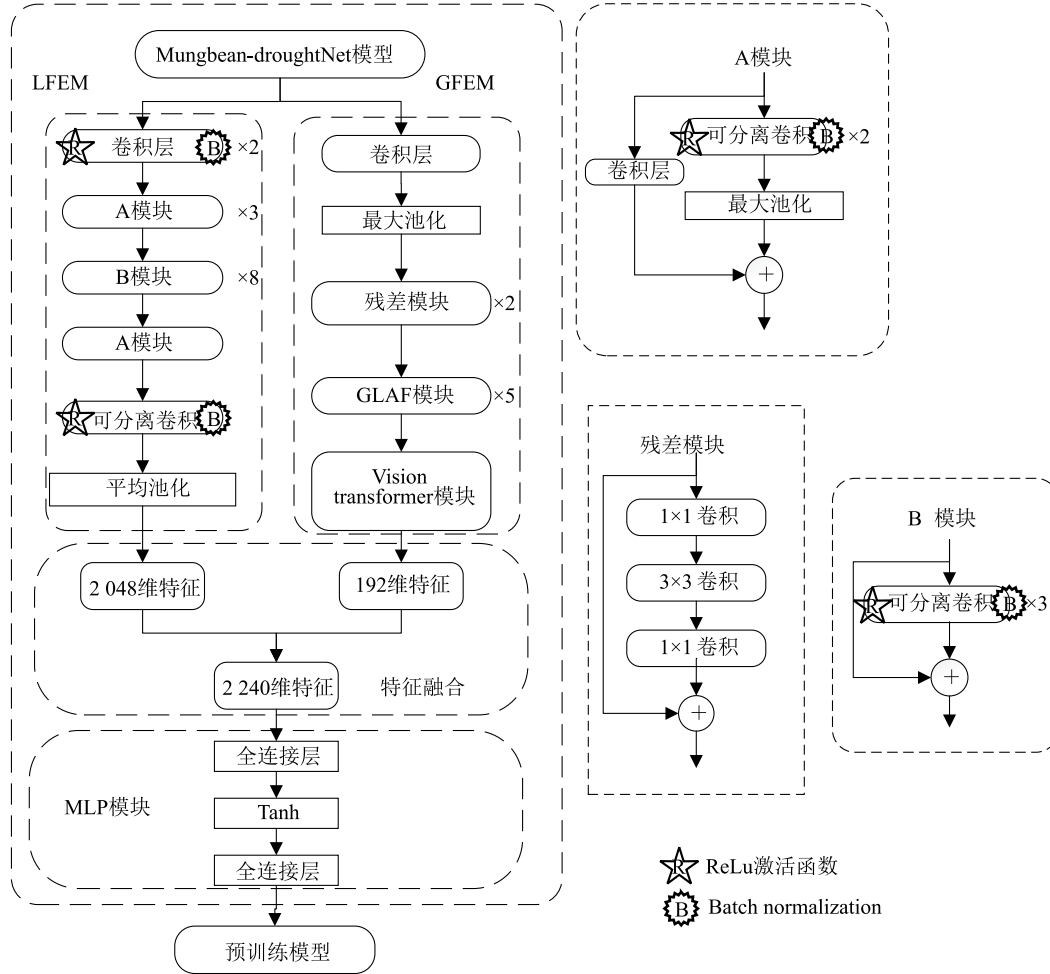 Mungbean-droughtNet模型
LFEM
GFEM
R 卷积层 B ×2
A模块 ×3
B模块 ×8
A模块
R 可分离卷积 B
平均池化
卷积层
最大池化
残差模块 ×2
GLAF模块 ×5
Vision
transformer模块
2 048维特征
192维特征
2 240维特征
特征融合
MLP模块
全连接层
Tanh
全连接层
预训练模型
A模块
R 可分离卷积 B ×2
卷积层
最大池化
+
残差模块
1×1 卷积
3×3 卷积
1×1 卷积
+
B 模块
R 可分离卷积 B ×3
+
R ReLu激活函数
B Batch normalization